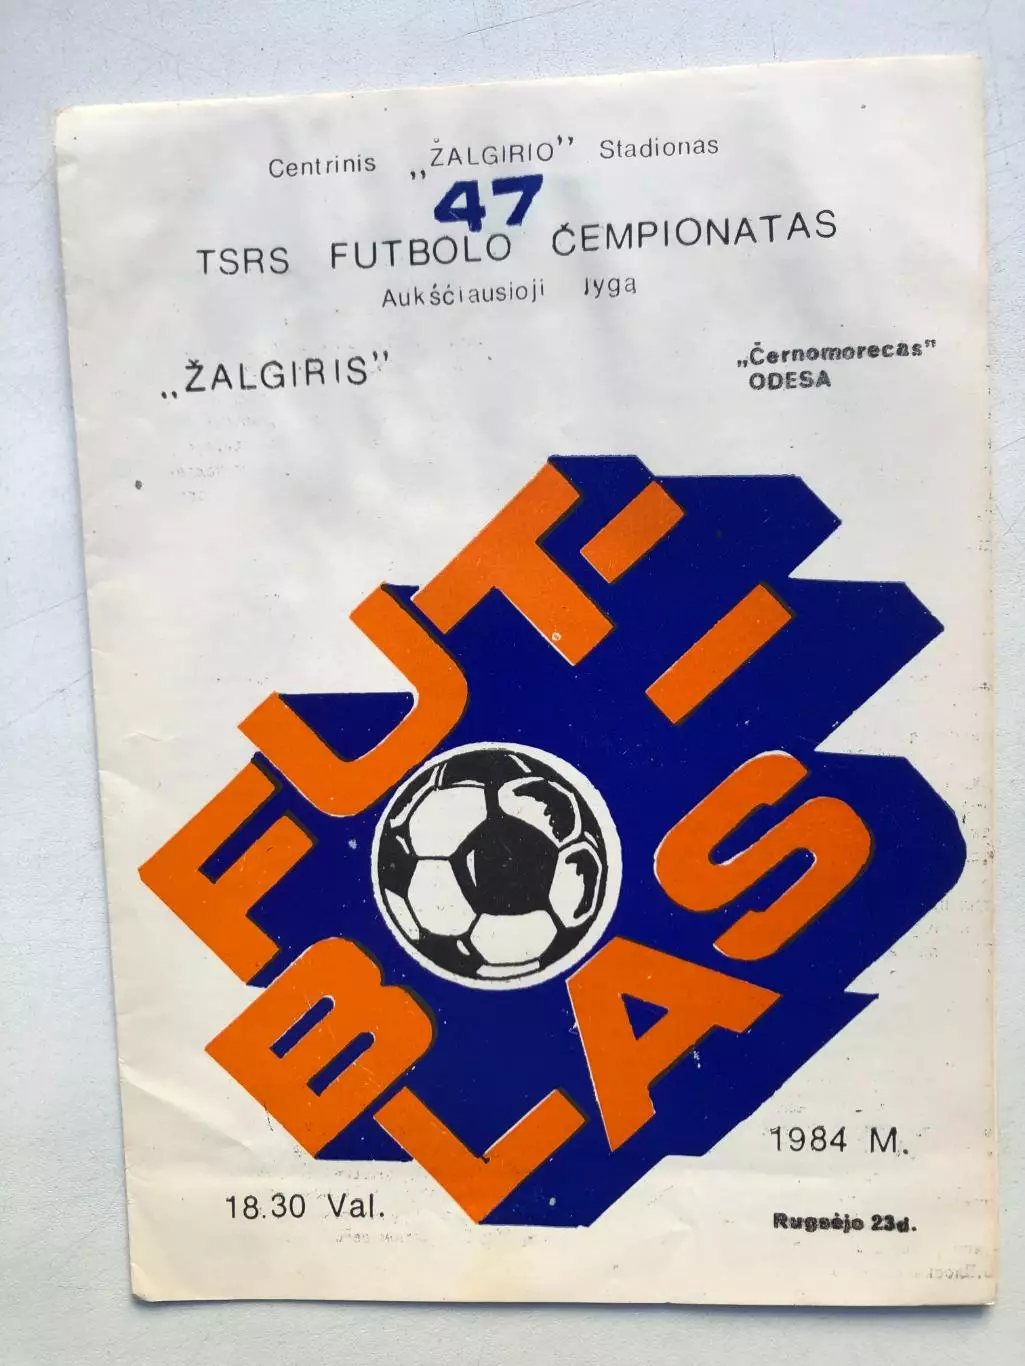 Centrinis „ŽALGIRIO” Stadionas
47
TSRS FUTBOLO ČEMPIONATAS
Aukščiausioji lyga
„ŽALGIRIS”
„Černomorecas”
ODESA
FUT-
BO
LAS
1984 M.
18.30 Val.
Rugsėjo 23d.